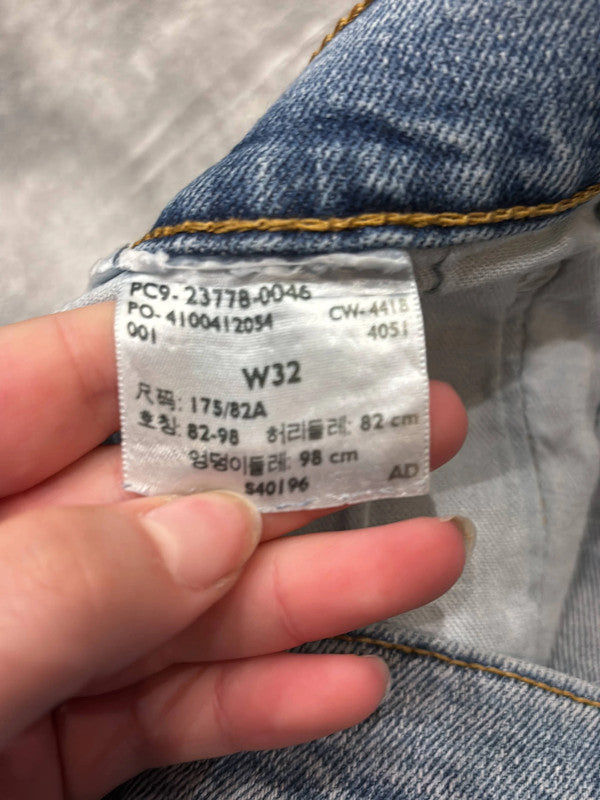 PC9-23778-0046
PO-4100412054 CW-4418
001 4051
W32
尺码: 175/82A
호칭: 82-98 허리둘레: 82 cm
엉덩이둘레: 98 cm
S40196 AD